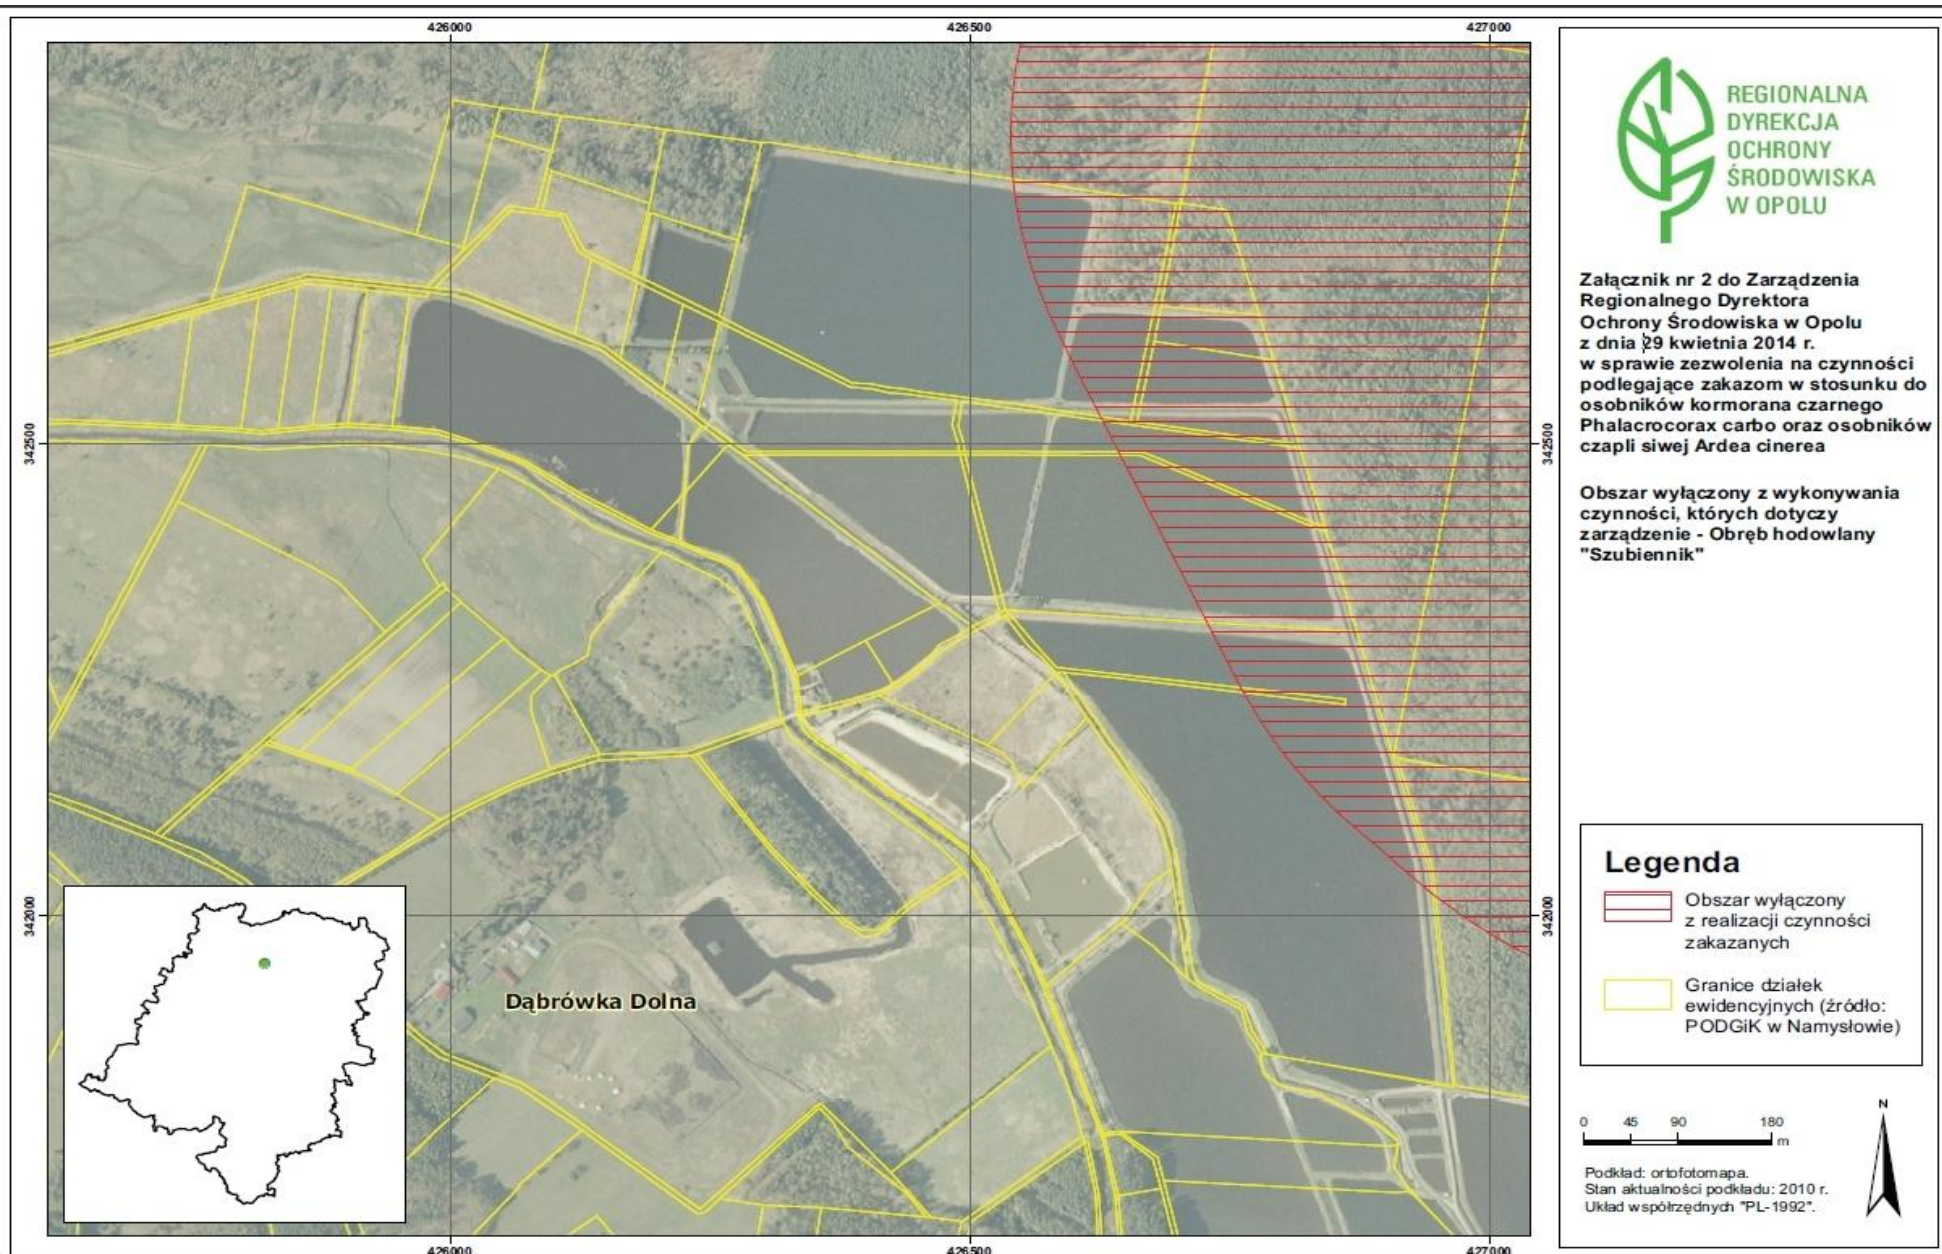 426000
426500
427000
342500
342500
342000
342000
Dąbrówka Dolna
426000
426500
427000
REGIONALNA
DYREKCJA
OCHRONY
ŚRODOWISKA
W OPOLU
Załącznik nr 2 do Zarządzenia
Regionalnego Dyrektora
Ochrony Środowiska w Opolu
z dnia 29 kwietnia 2014 r.
w sprawie zezwolenia na czynności
podlegające zakazom w stosunku do
osobników kormorana czarnego
Phalacrocorax carbo oraz osobników
czapli siwej Ardea cinerea
Obszar wyłączony z wykonywania
czynności, których dotyczy
zarządzenie - Obręb hodowlany
"Szubiennik"
Legenda
Obszar wyłączony
z realizacji czynności
zakazanych
Granice działek
ewidencyjnych (źródło:
PODGiK w Namysłowie)
0 45 90 180
m
N
Podkład: ortofotomapa.
Stan aktualności podkładu: 2010 r.
Układ współrzędnych "PL-1992".